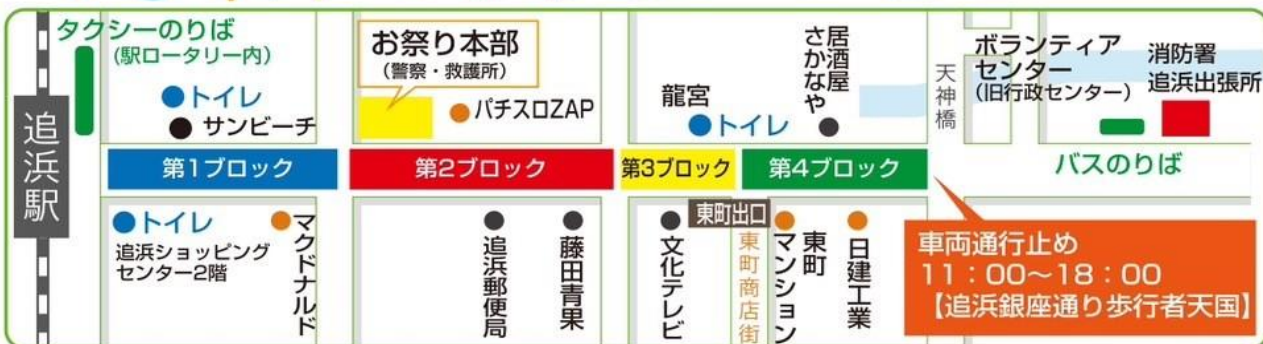 タクシーのりば
(駅ロータリー内)
追浜駅
トイレ
サンビーチ
お祭り本部
(警察・救護所)
パチスロZAP
龍宮
トイレ
居酒屋
さかなや
天神橋
ボランティア
センター
(旧行政センター)
消防署
追浜出張所
バスのりば
第1ブロック
第2ブロック
第3ブロック
第4ブロック
トイレ
追浜ショッピング
センター2階
マクドナルド
追浜郵便局
藤田青果
文化テレビ
東町出口
東町商店街
東町
マンション
日建工業
車両通行止め
11：00〜18：00
【追浜銀座通り歩行者天国】